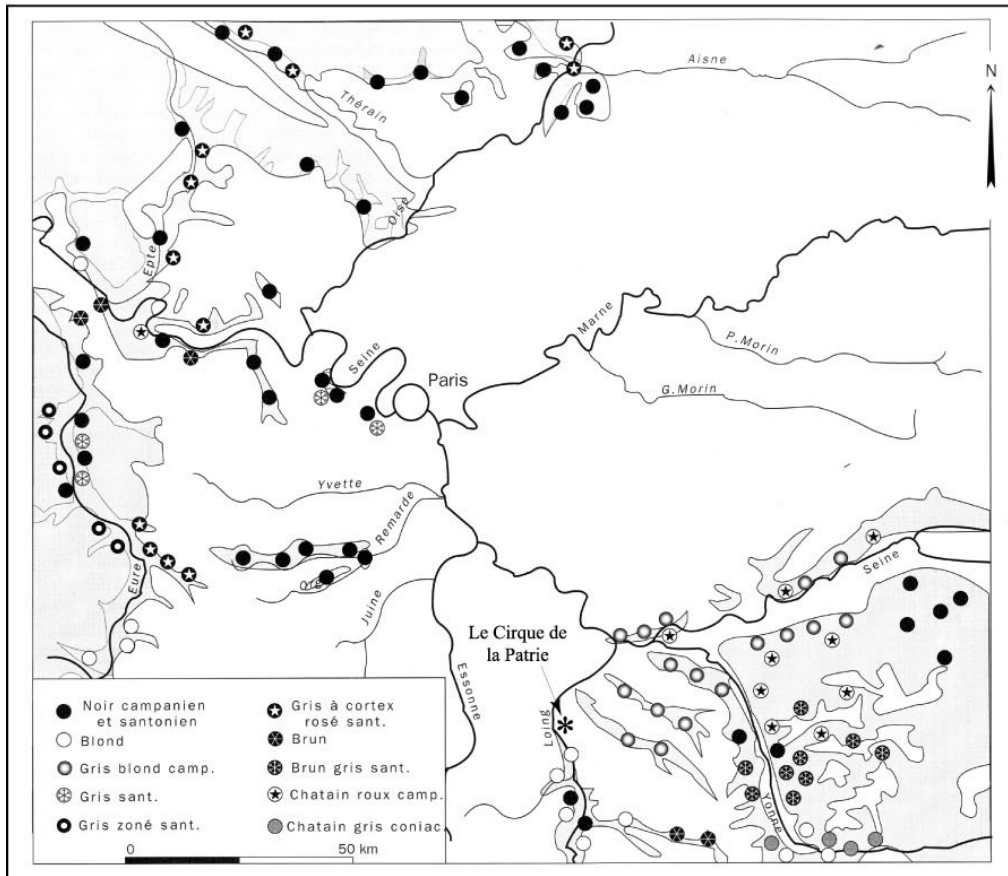 Aisne
N
Thérain
Oise
Epte
Marne
Seine
P.Morin
Paris
G.Morin
Yvette
Remarde
Eure
Juine
Seine
Le Cirque de
la Patrie
Essonne
Loing
Yonne
Noir campanien
et santonien
Blond
Gris blond camp.
Gris sant.
Gris zoné sant.
Gris à cortex
rosé sant.
Brun
Brun gris sant.
Chatain roux camp.
Chatain gris coniac.
0 50 km